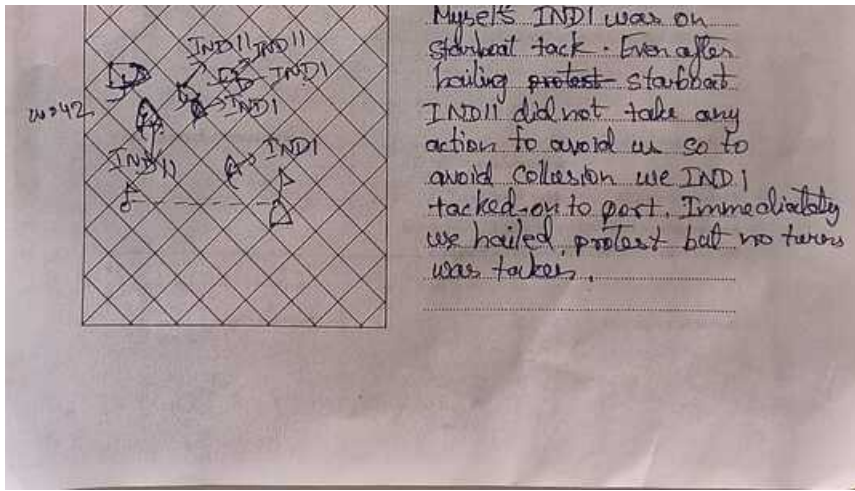 Myself IND1 was on
starboat tack. Even after
hailing protest starboat
IND11 did not take any
action to avoid us so to
avoid Collusion we IND1
tacked on to port. Immediately
we hailed protest but no turns
was taken.
IND11 IND11
IND1
IND1
IND1
IND11